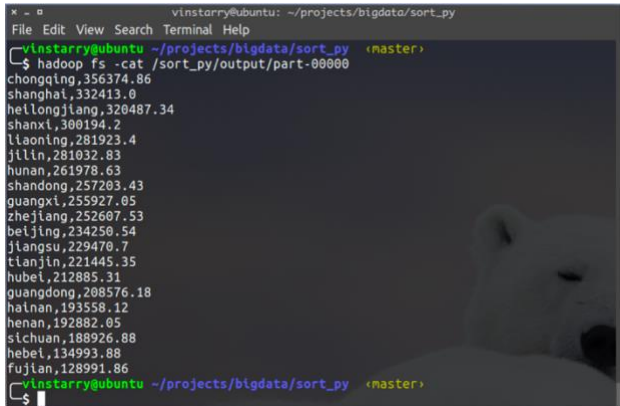 vinstarry@ubuntu: ~/projects/bigdata/sort_py
File Edit View Search Terminal Help
vinstarry@ubuntu ~/projects/bigdata/sort_py ‹master›
$ hadoop fs -cat /sort_py/output/part-00000
chongqing,356374.86
shanghai,332413.0
heilongjiang,320487.34
shanxi,300194.2
liaoning,281923.4
jilin,281032.83
hunan,261978.63
shandong,257203.43
guangxi,255927.05
zhejiang,252607.53
beijing,234250.54
jiangsu,229470.7
tianjin,221445.35
hubei,212885.31
guangdong,208576.18
hainan,193558.12
henan,192882.05
sichuan,188926.88
hebei,134993.88
fujian,128991.86
vinstarry@ubuntu ~/projects/bigdata/sort_py ‹master›
$